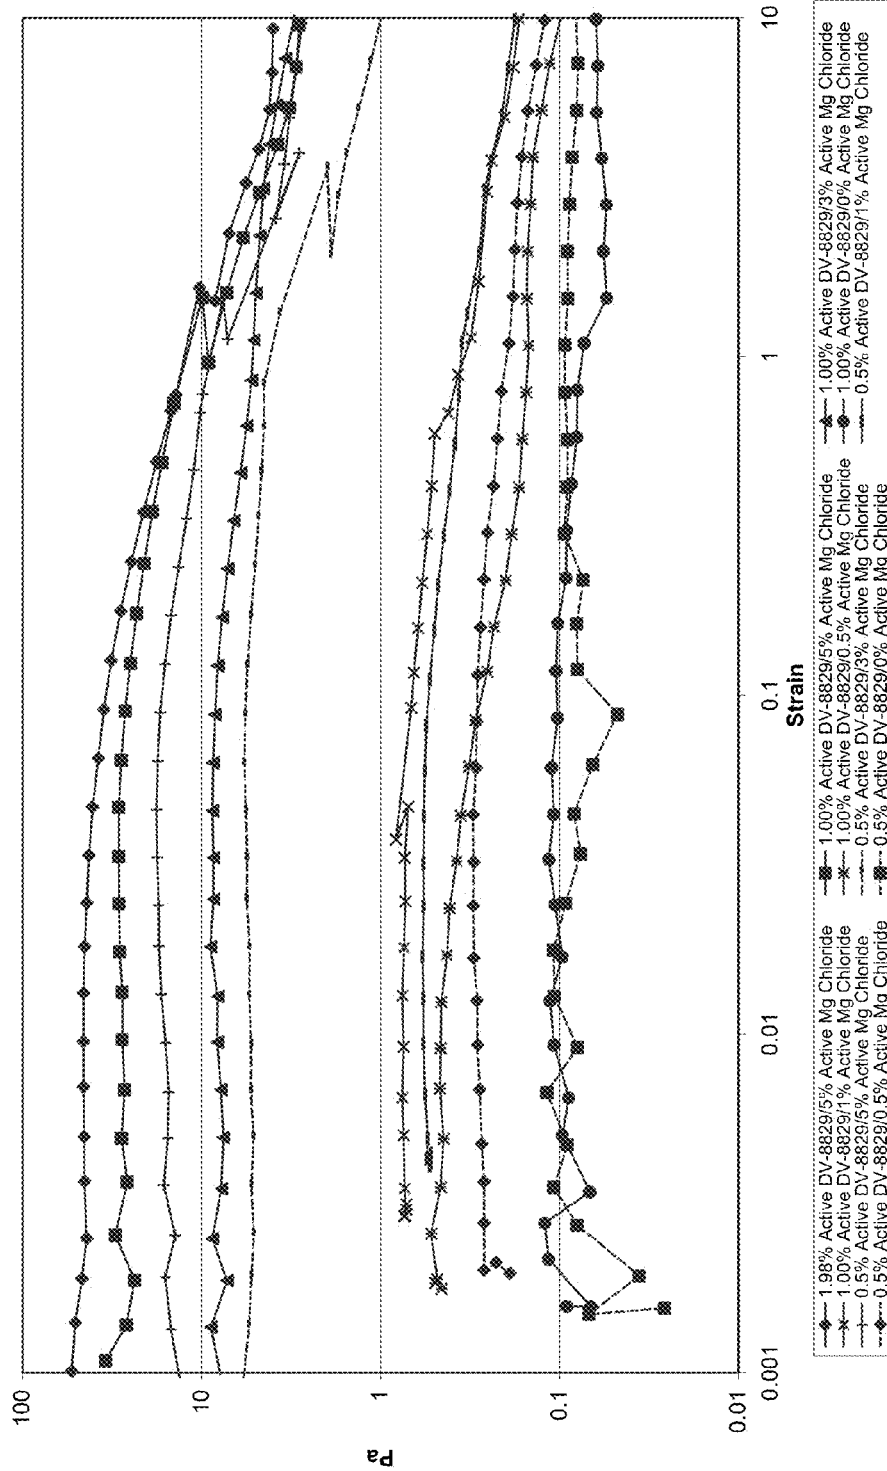 100
10
1
0.1
0.01
Pa
0.001
0.01
0.1
1
10
Strain
1.98% Active DV-8829/5% Active Mg Chloride
1.00% Active DV-8829/5% Active Mg Chloride
1.00% Active DV-8829/3% Active Mg Chloride
1.00% Active DV-8829/1% Active Mg Chloride
1.00% Active DV-8829/0.5% Active Mg Chloride
1.00% Active DV-8829/0% Active Mg Chloride
0.5% Active DV-8829/5% Active Mg Chloride
0.5% Active DV-8829/3% Active Mg Chloride
0.5% Active DV-8829/1% Active Mg Chloride
0.5% Active DV-8829/0.5% Active Mg Chloride
0.5% Active DV-8829/0% Active Mg Chloride